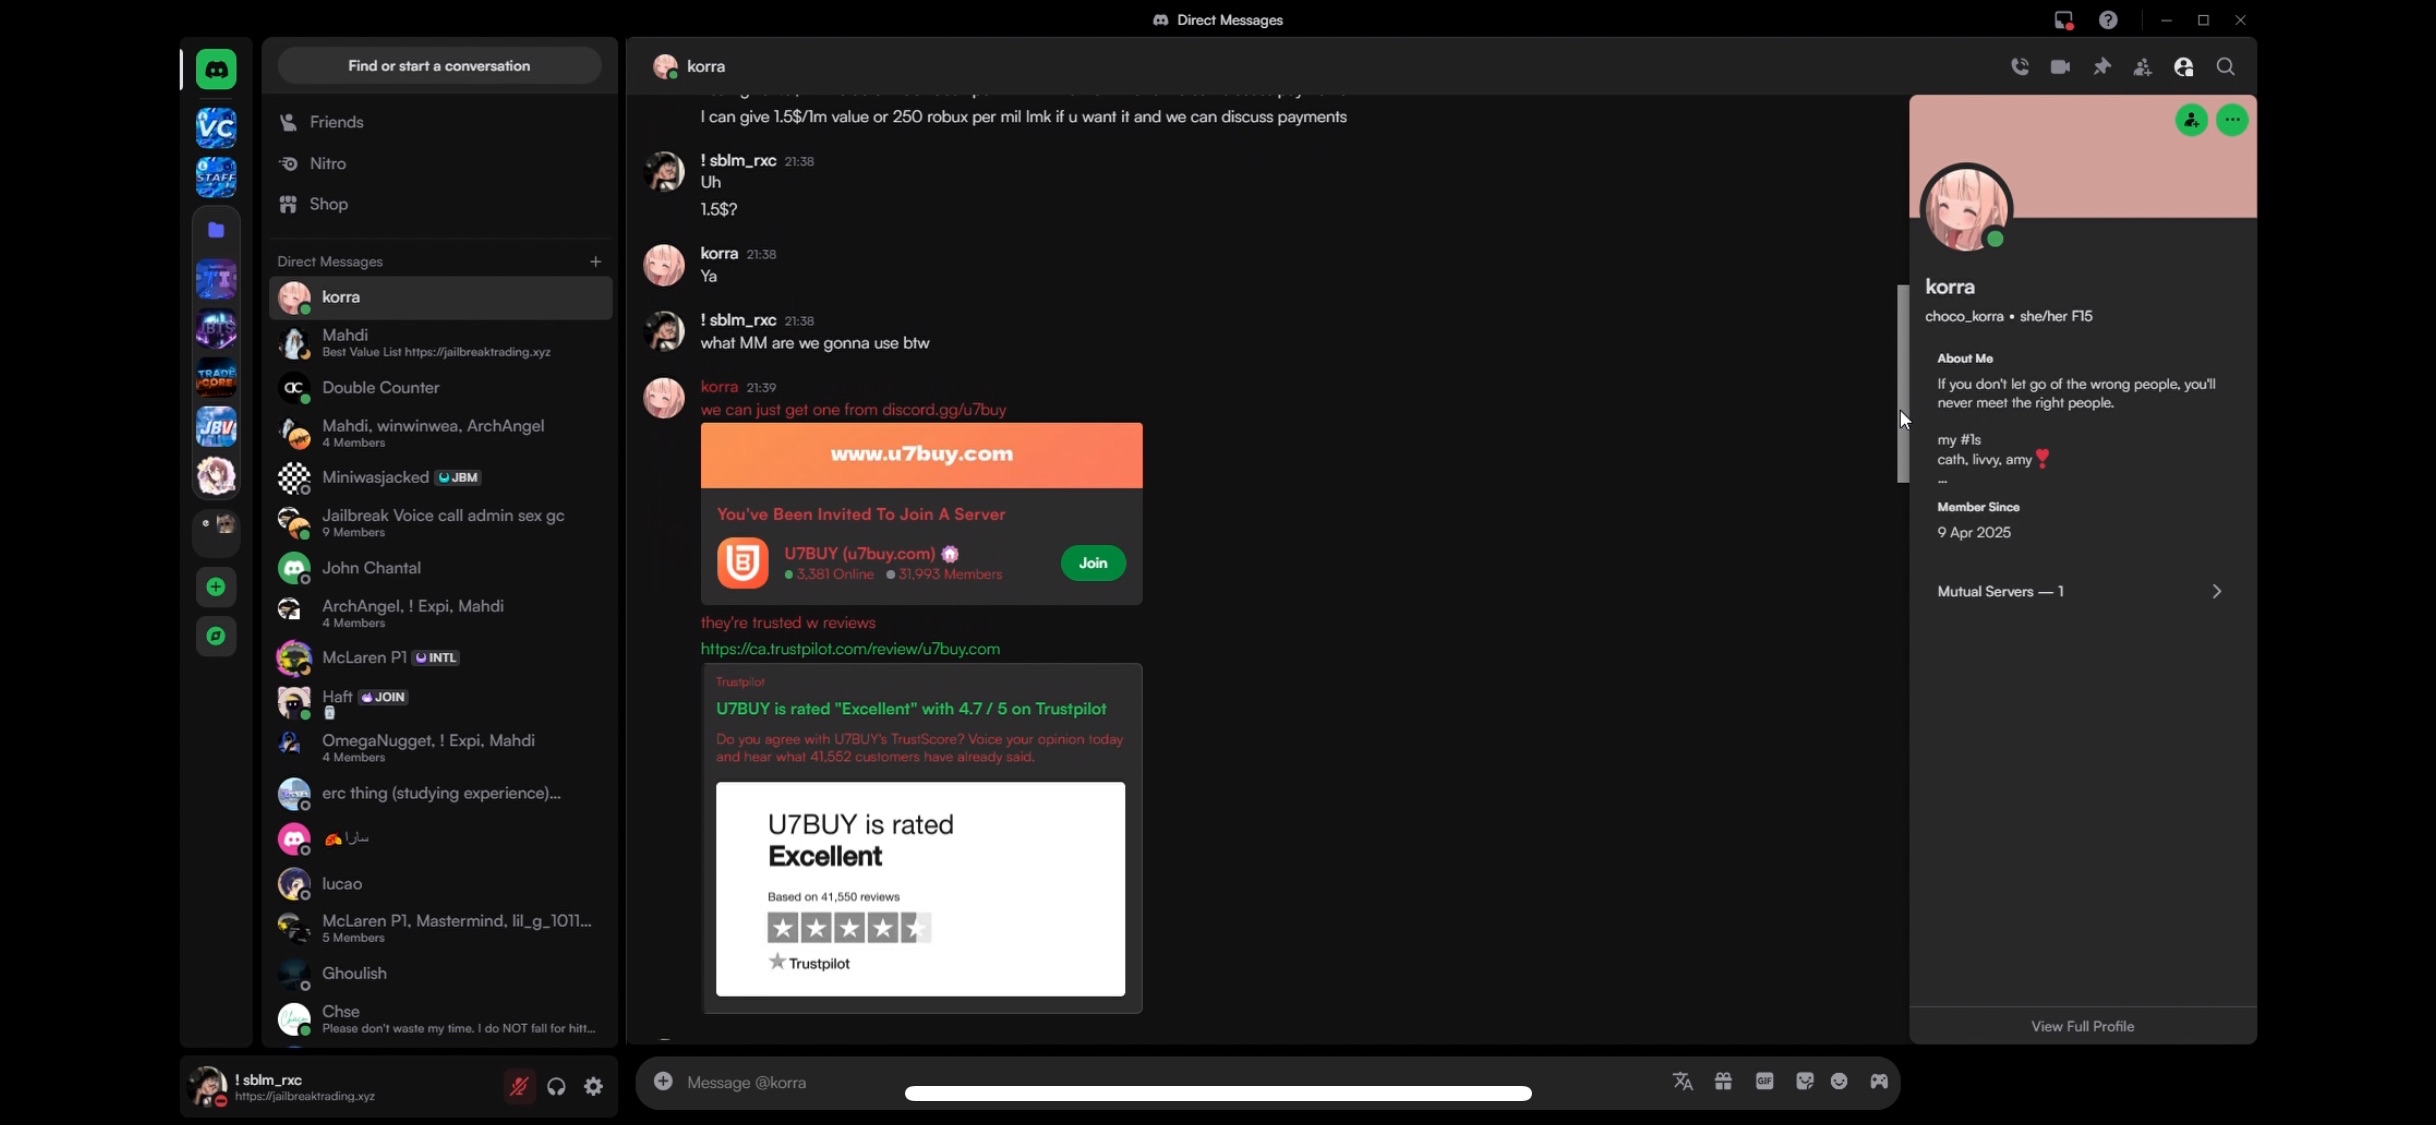 Direct Messages
VC
STAFF
TRADE
CORE
JBV
Find or start a conversation
Friends
Nitro
Shop
Direct Messages
korra
Mahdi
Best Value List https://jailbreaktrading.xyz
Double Counter
Mahdi, winwinwea, ArchAngel
4 Members
Miniwasjacked JBM
Jailbreak Voice call admin sex gc
9 Members
John Chantal
ArchAngel, ! Expi, Mahdi
4 Members
McLaren P1 INTL
Haft JOIN
OmegaNugget, ! Expi, Mahdi
4 Members
erc thing (studying experience)...
سارا
lucao
McLaren P1, Mastermind, lil_g_1011...
5 Members
Ghoulish
Chse
Please don't waste my time. I do NOT fall for hitt...
! sblm_rxc
https://jailbreaktrading.xyz
korra
I can give 1.5$/1m value or 250 robux per mil lmk if u want it and we can discuss payments
! sblm_rxc 21:38
Uh
1.5$?
korra 21:38
Ya
! sblm_rxc 21:38
what MM are we gonna use btw
korra 21:39
we can just get one from discord.gg/u7buy
www.u7buy.com
You've Been Invited To Join A Server
U7BUY (u7buy.com)
3,381 Online 31,993 Members
Join
they're trusted w reviews
https://ca.trustpilot.com/review/u7buy.com
Trustpilot
U7BUY is rated "Excellent" with 4.7 / 5 on Trustpilot
Do you agree with U7BUY's TrustScore? Voice your opinion today
and hear what 41,552 customers have already said.
U7BUY is rated
Excellent
Based on 41,550 reviews
Trustpilot
Message @korra
GIF
korra
choco_korra • she/her F15
About Me
If you don't let go of the wrong people, you'll
never meet the right people.
my #1s
cath, livvy, amy
...
Member Since
9 Apr 2025
Mutual Servers — 1
View Full Profile